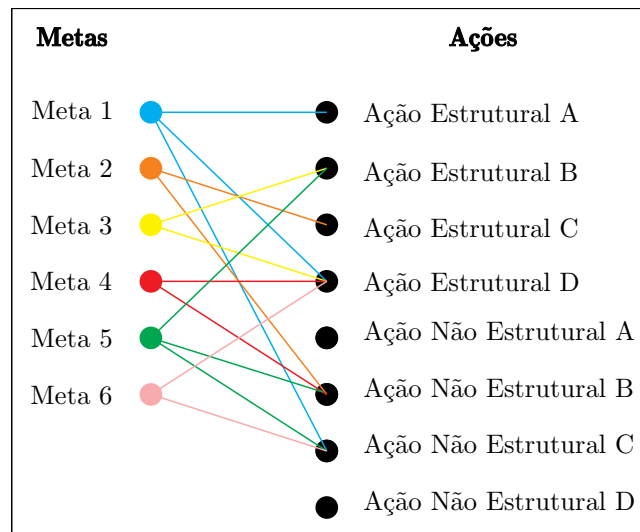 Metas Ações
Meta 1 Ação Estrutural A
Meta 2 Ação Estrutural B
Meta 3 Ação Estrutural C
Meta 4 Ação Estrutural D
Meta 5 Ação Não Estrutural A
Meta 6 Ação Não Estrutural B
Ação Não Estrutural C
Ação Não Estrutural D